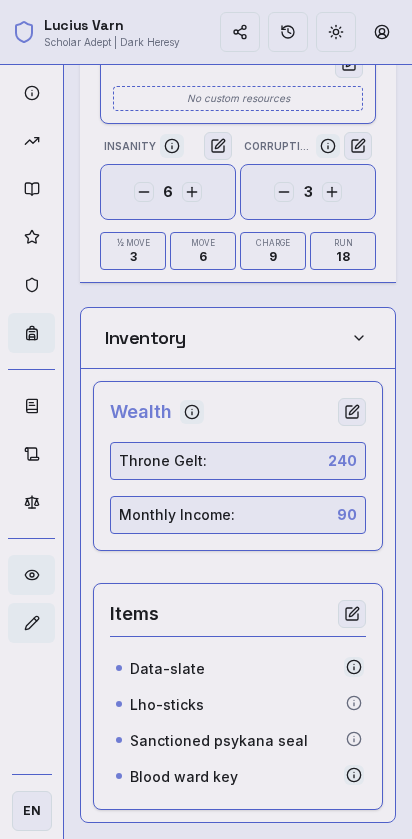 Lucius Varn
Scholar Adept | Dark Heresy
No custom resources
INSANITY
CORRUPTI...
6
3
½ MOVE
MOVE
CHARGE
RUN
3
6
9
18
Inventory
Wealth
Throne Gelt:
240
Monthly Income:
90
Items
Data-slate
Lho-sticks
Sanctioned psykana seal
Blood ward key
EN